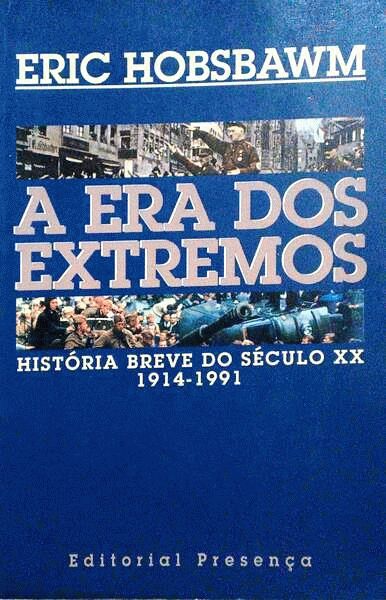 ERIC HOBSBAWM
A ERA DOS
EXTREMOS
HISTÓRIA BREVE DO SÉCULO XX
1914-1991
Editorial Presença